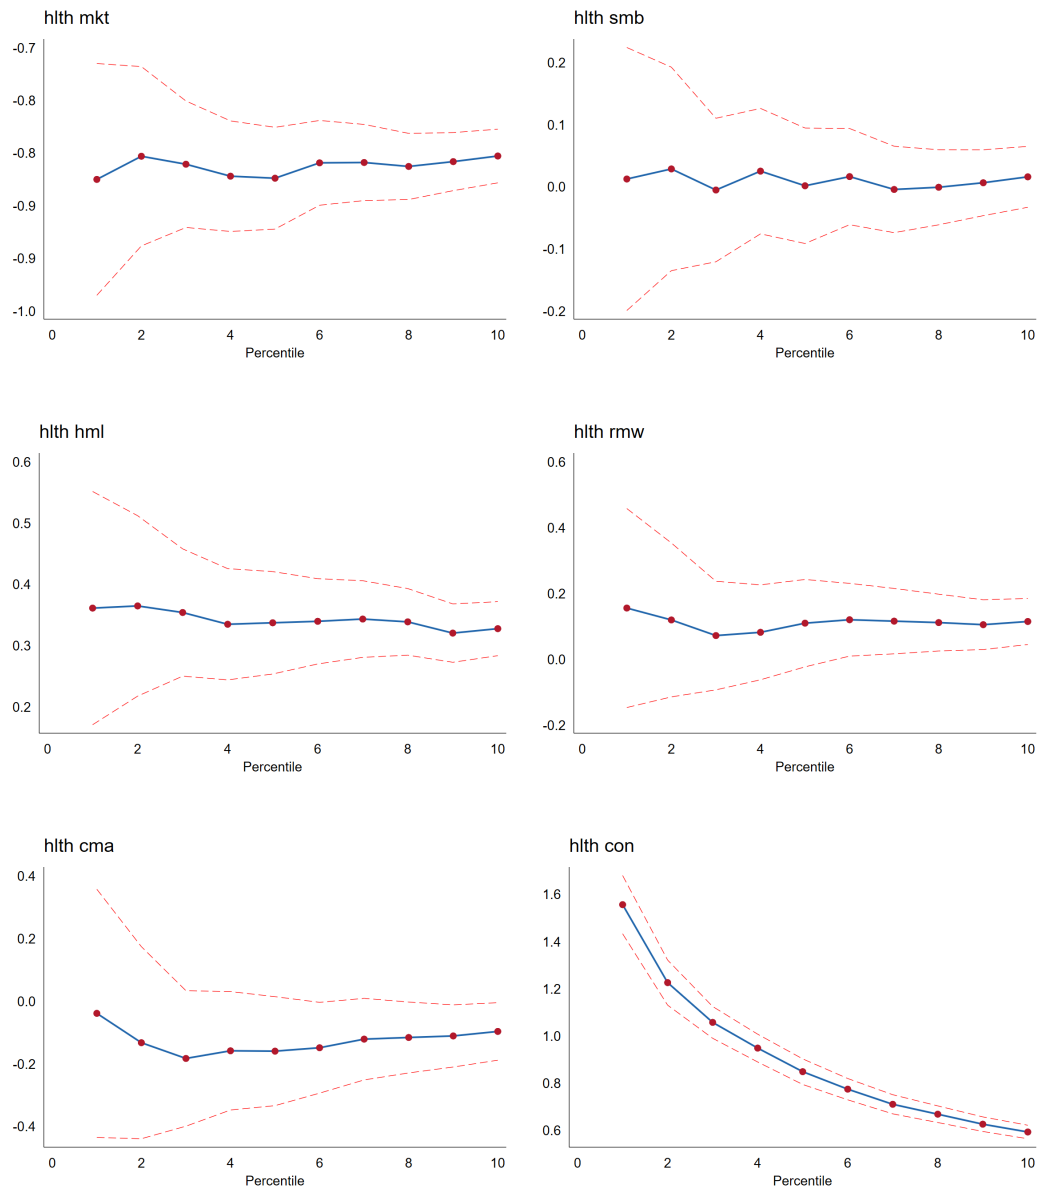 hlth mkt
-0.7
-0.8
-0.8
-0.9
-0.9
-1.0
0 2 4 6 8 10
Percentile
hlth smb
0.2
0.1
0.0
-0.1
-0.2
0 2 4 6 8 10
Percentile
hlth hml
0.6
0.5
0.4
0.3
0.2
0 2 4 6 8 10
Percentile
hlth rmw
0.6
0.4
0.2
0.0
-0.2
0 2 4 6 8 10
Percentile
hlth cma
0.4
0.2
0.0
-0.2
-0.4
0 2 4 6 8 10
Percentile
hlth con
1.6
1.4
1.2
1.0
0.8
0.6
0 2 4 6 8 10
Percentile